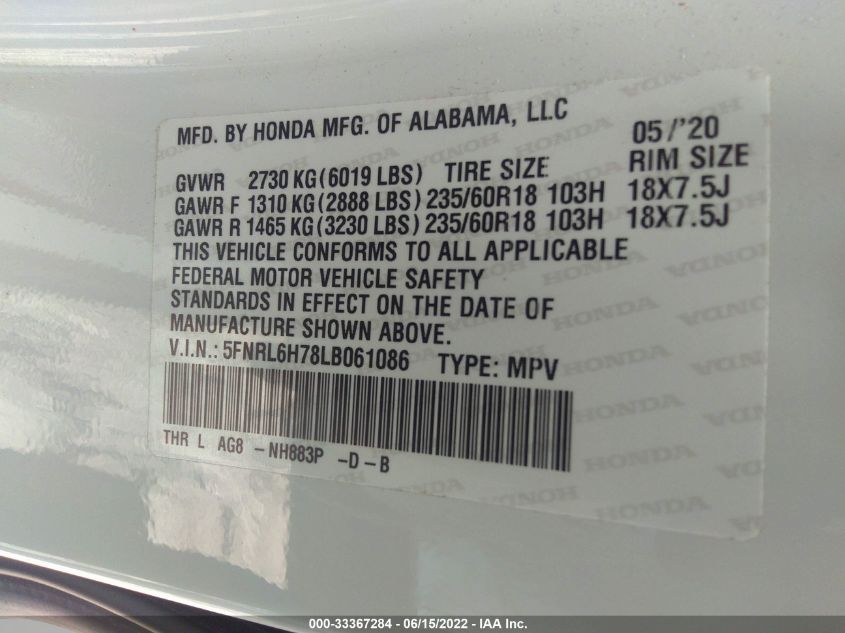 MFD. BY HONDA MFG. OF ALABAMA, LLC 05/'20
GVWR 2730 KG (6019 LBS) TIRE SIZE RIM SIZE
GAWR F 1310 KG (2888 LBS) 235/60R18 103H 18X7.5J
GAWR R 1465 KG (3230 LBS) 235/60R18 103H 18X7.5J
THIS VEHICLE CONFORMS TO ALL APPLICABLE
FEDERAL MOTOR VEHICLE SAFETY
STANDARDS IN EFFECT ON THE DATE OF
MANUFACTURE SHOWN ABOVE.
V.I.N.: 5FNRL6H78LB061086 TYPE: MPV
THR L AG8 -NH883P -D-B
000-33367284 - 06/15/2022 - IAA Inc.